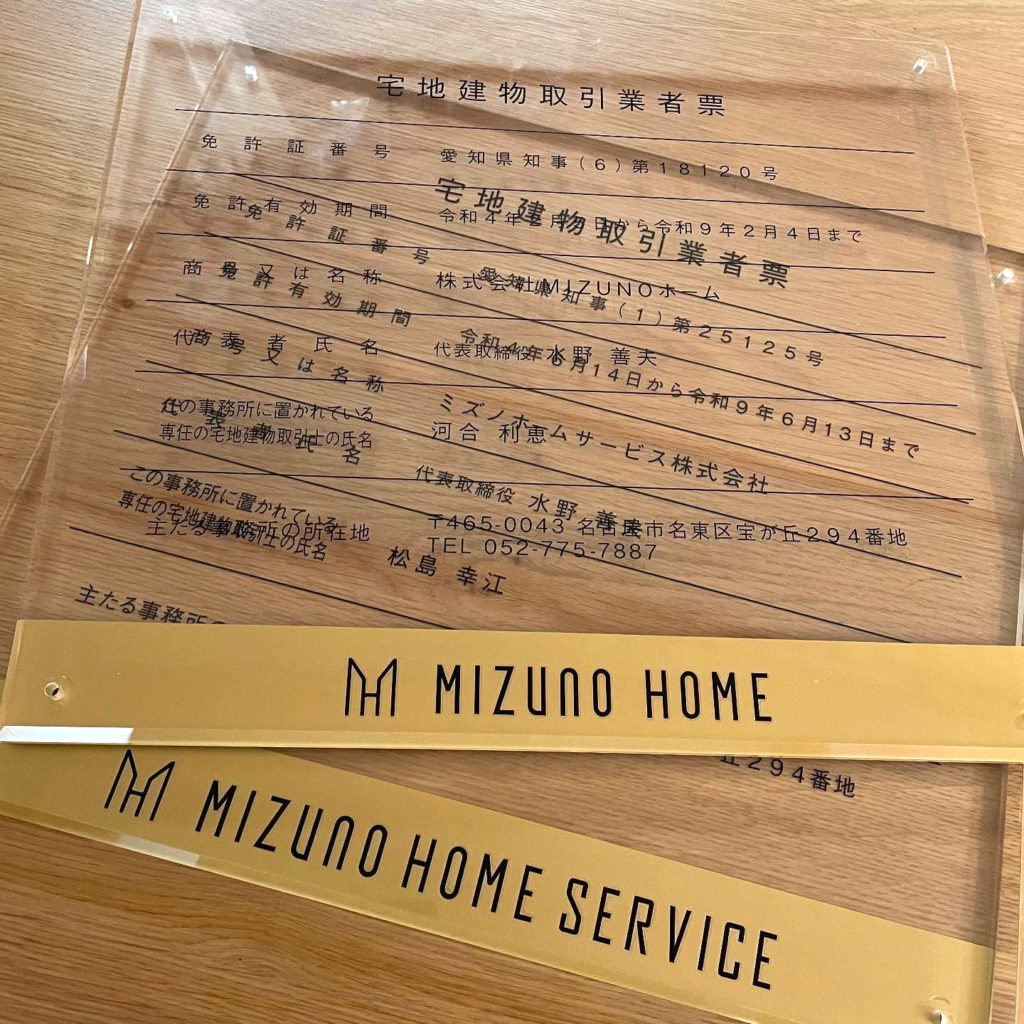 宅地建物取引業者票
免許証番号 愛知県知事(6)第18120号
免許有効期間 令和4年2月5日から令和9年2月4日まで
商号又は名称 株式会社MIZUNOホーム
代表者氏名 代表取締役 水野 善夫
この事務所に置かれている
専任の宅地建物取引士の氏名 河合 利恵
主たる事務所の所在地 〒465-0043 名古屋市名東区宝が丘294番地
TEL 052-775-7887
MIZUNO HOME
宅地建物取引業者票
免許証番号 愛知県知事(1)第25125号
免許有効期間 令和4年6月14日から令和9年6月13日まで
商号又は名称 ミズノホームサービス株式会社
代表者氏名 代表取締役 水野 善夫
この事務所に置かれている
専任の宅地建物取引士の氏名 松島 幸江
主たる事務所の
丘294番地
MIZUNO HOME SERVICE